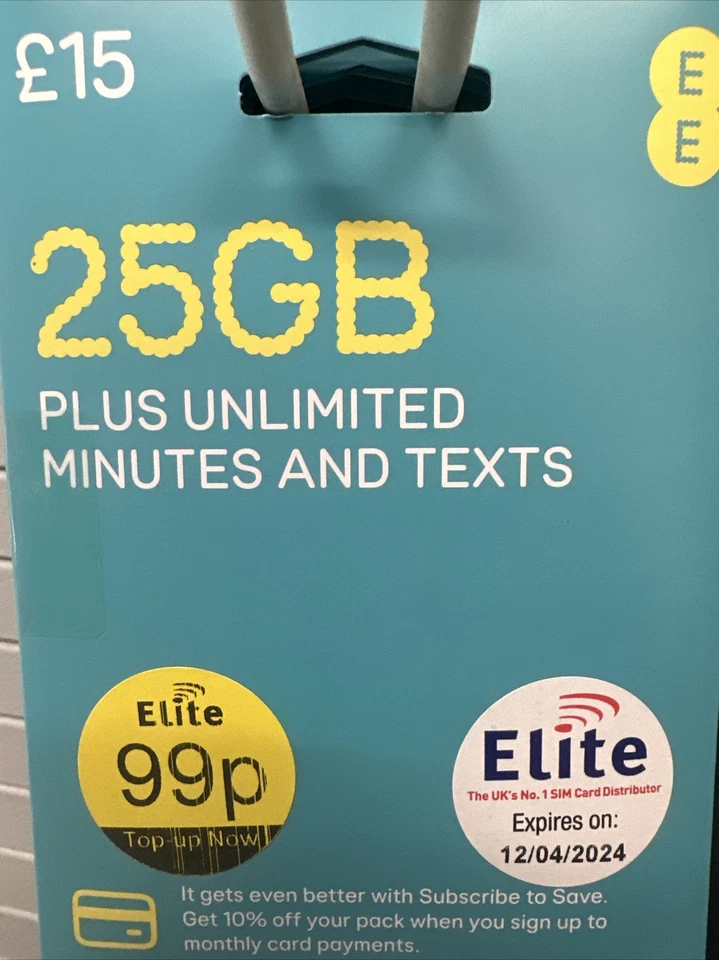 £15
E
E
25GB
PLUS UNLIMITED
MINUTES AND TEXTS
Elite
99p
Top-up Now!
Elite
The UK's No. 1 SIM Card Distributor
Expires on:
12/04/2024
It gets even better with Subscribe to Save.
Get 10% off your pack when you sign up to
monthly card payments.